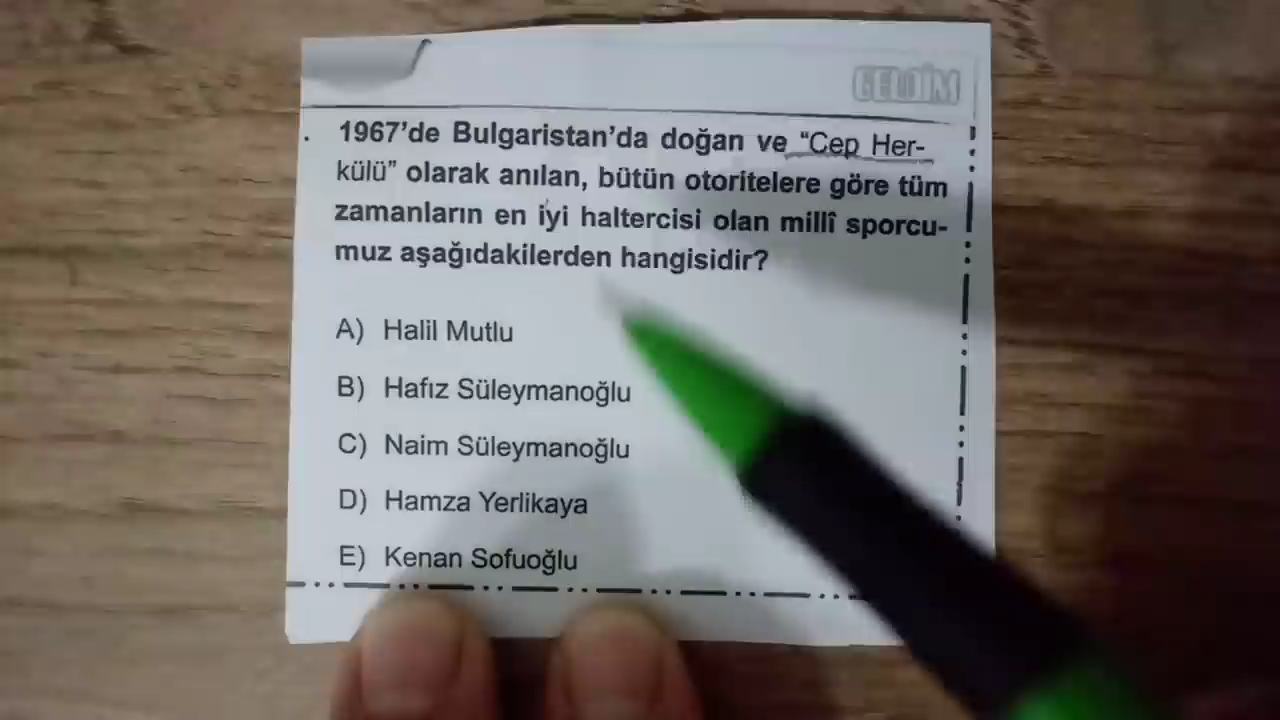 GELDİM
1967’de Bulgaristan’da doğan ve “Cep Her-
külü” olarak anılan, bütün otoritelere göre tüm
zamanların en iyi haltercisi olan millî sporcu-
muz aşağıdakilerden hangisidir?
A) Halil Mutlu
B) Hafız Süleymanoğlu
C) Naim Süleymanoğlu
D) Hamza Yerlikaya
E) Kenan Sofuoğlu